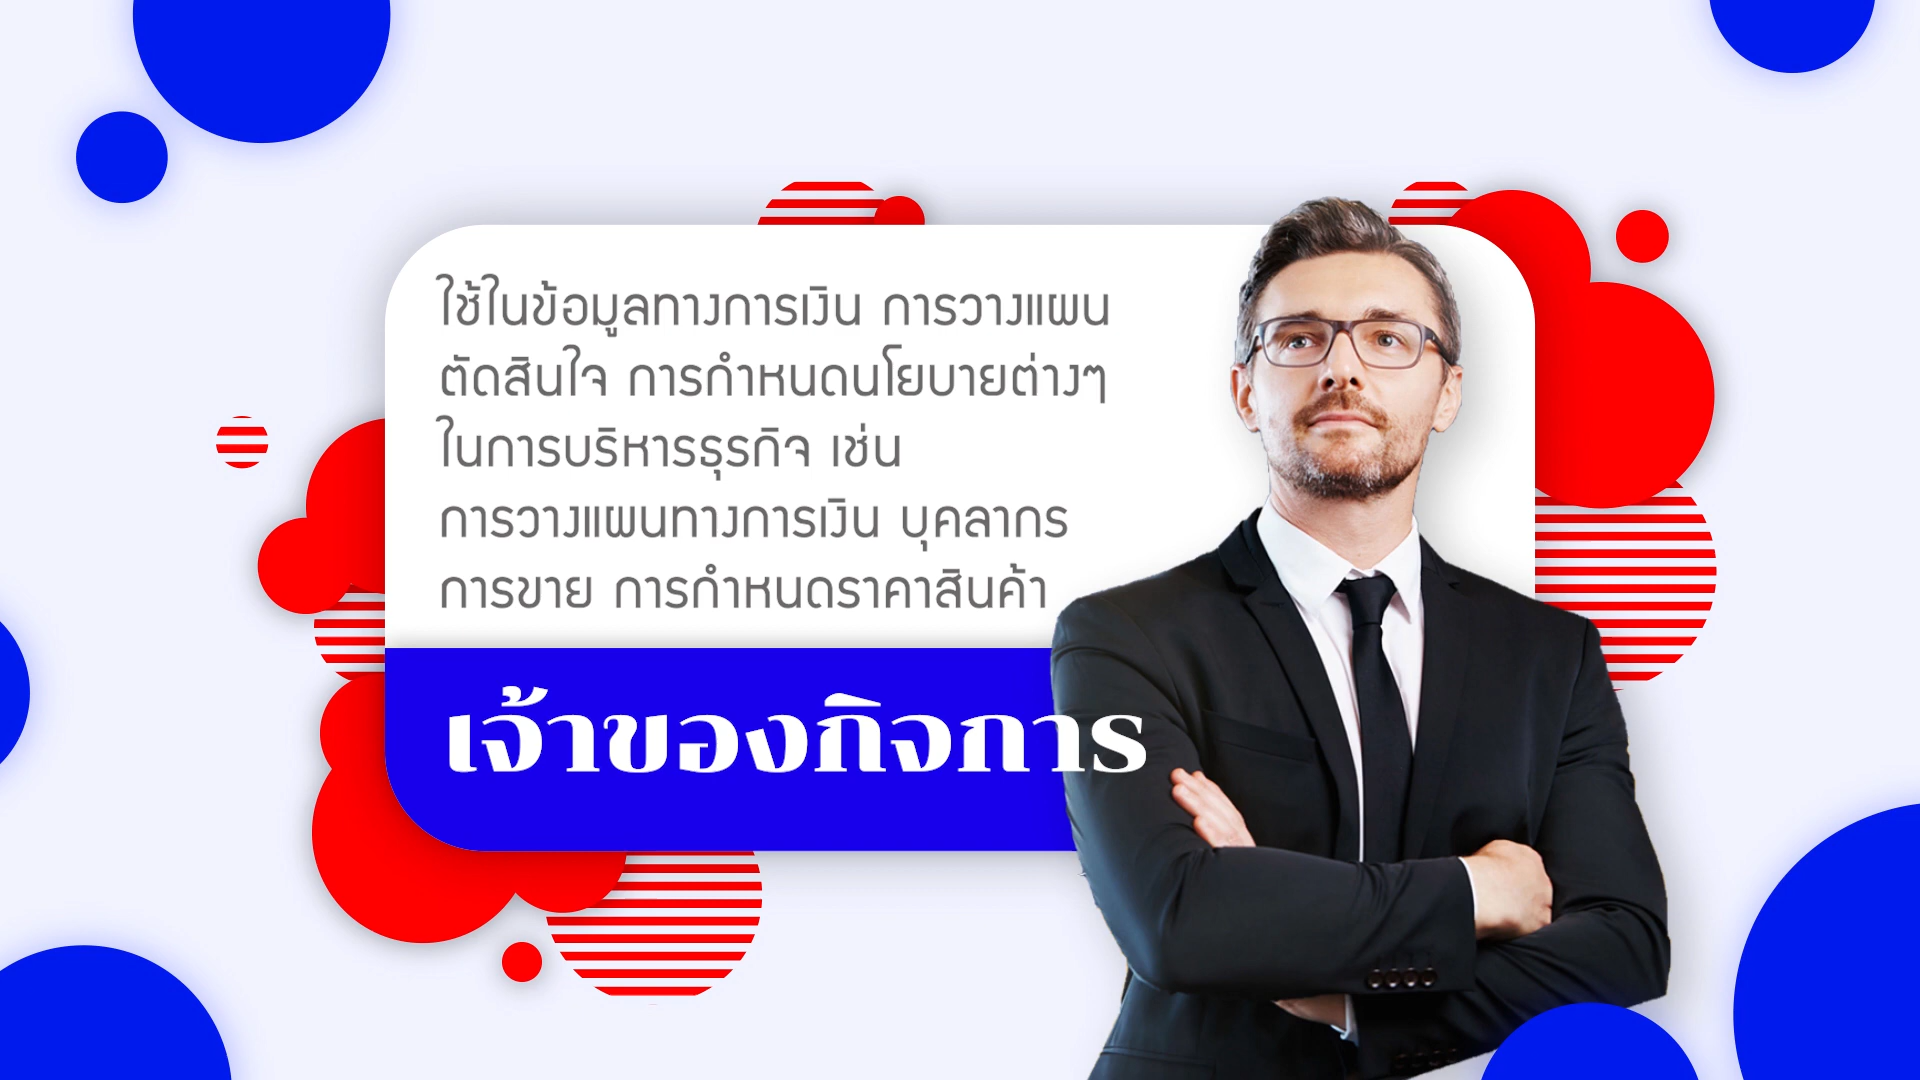 ใช้ในข้อมูลทางการเงิน การวางแผน
ตัดสินใจ การกำหนดนโยบายต่างๆ
ในการบริหารธุรกิจ เช่น
การวางแผนทางการเงิน บุคลากร
การขาย การกำหนดราคาสินค้า
เจ้าของกิจการ